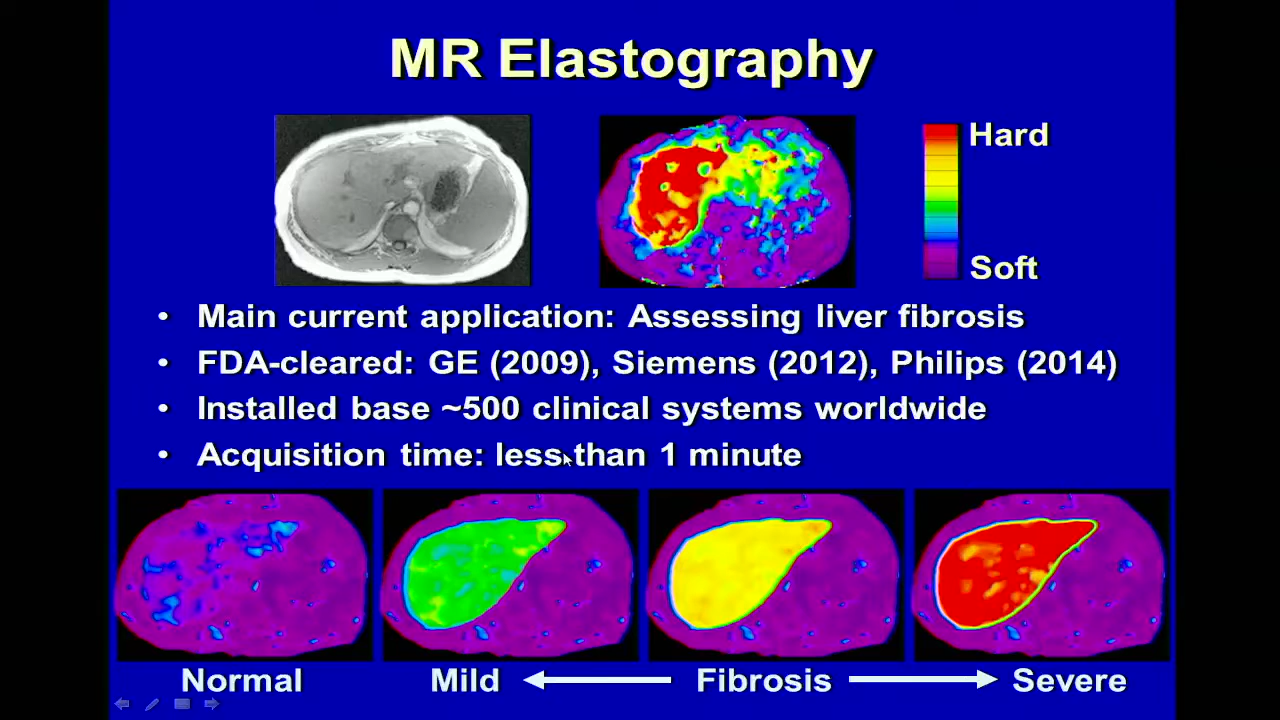 MR Elastography
Hard
Soft
• Main current application: Assessing liver fibrosis
• FDA-cleared: GE (2009), Siemens (2012), Philips (2014)
• Installed base ~500 clinical systems worldwide
• Acquisition time: less than 1 minute
Normal Mild Fibrosis Severe